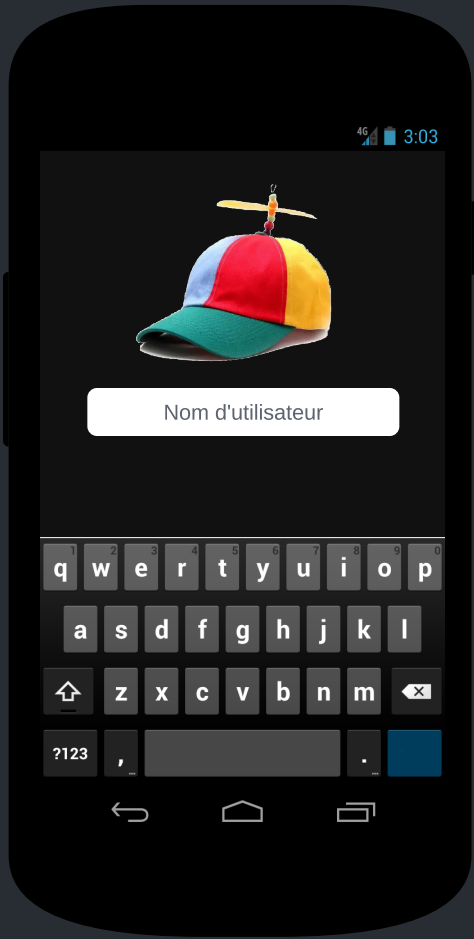 4G 3:03
Nom d'utilisateur
1 2 3 4 5 6 7 8 9 0
q w e r t y u i o p
a s d f g h j k l
z x c v b n m
?123 , ... . ...